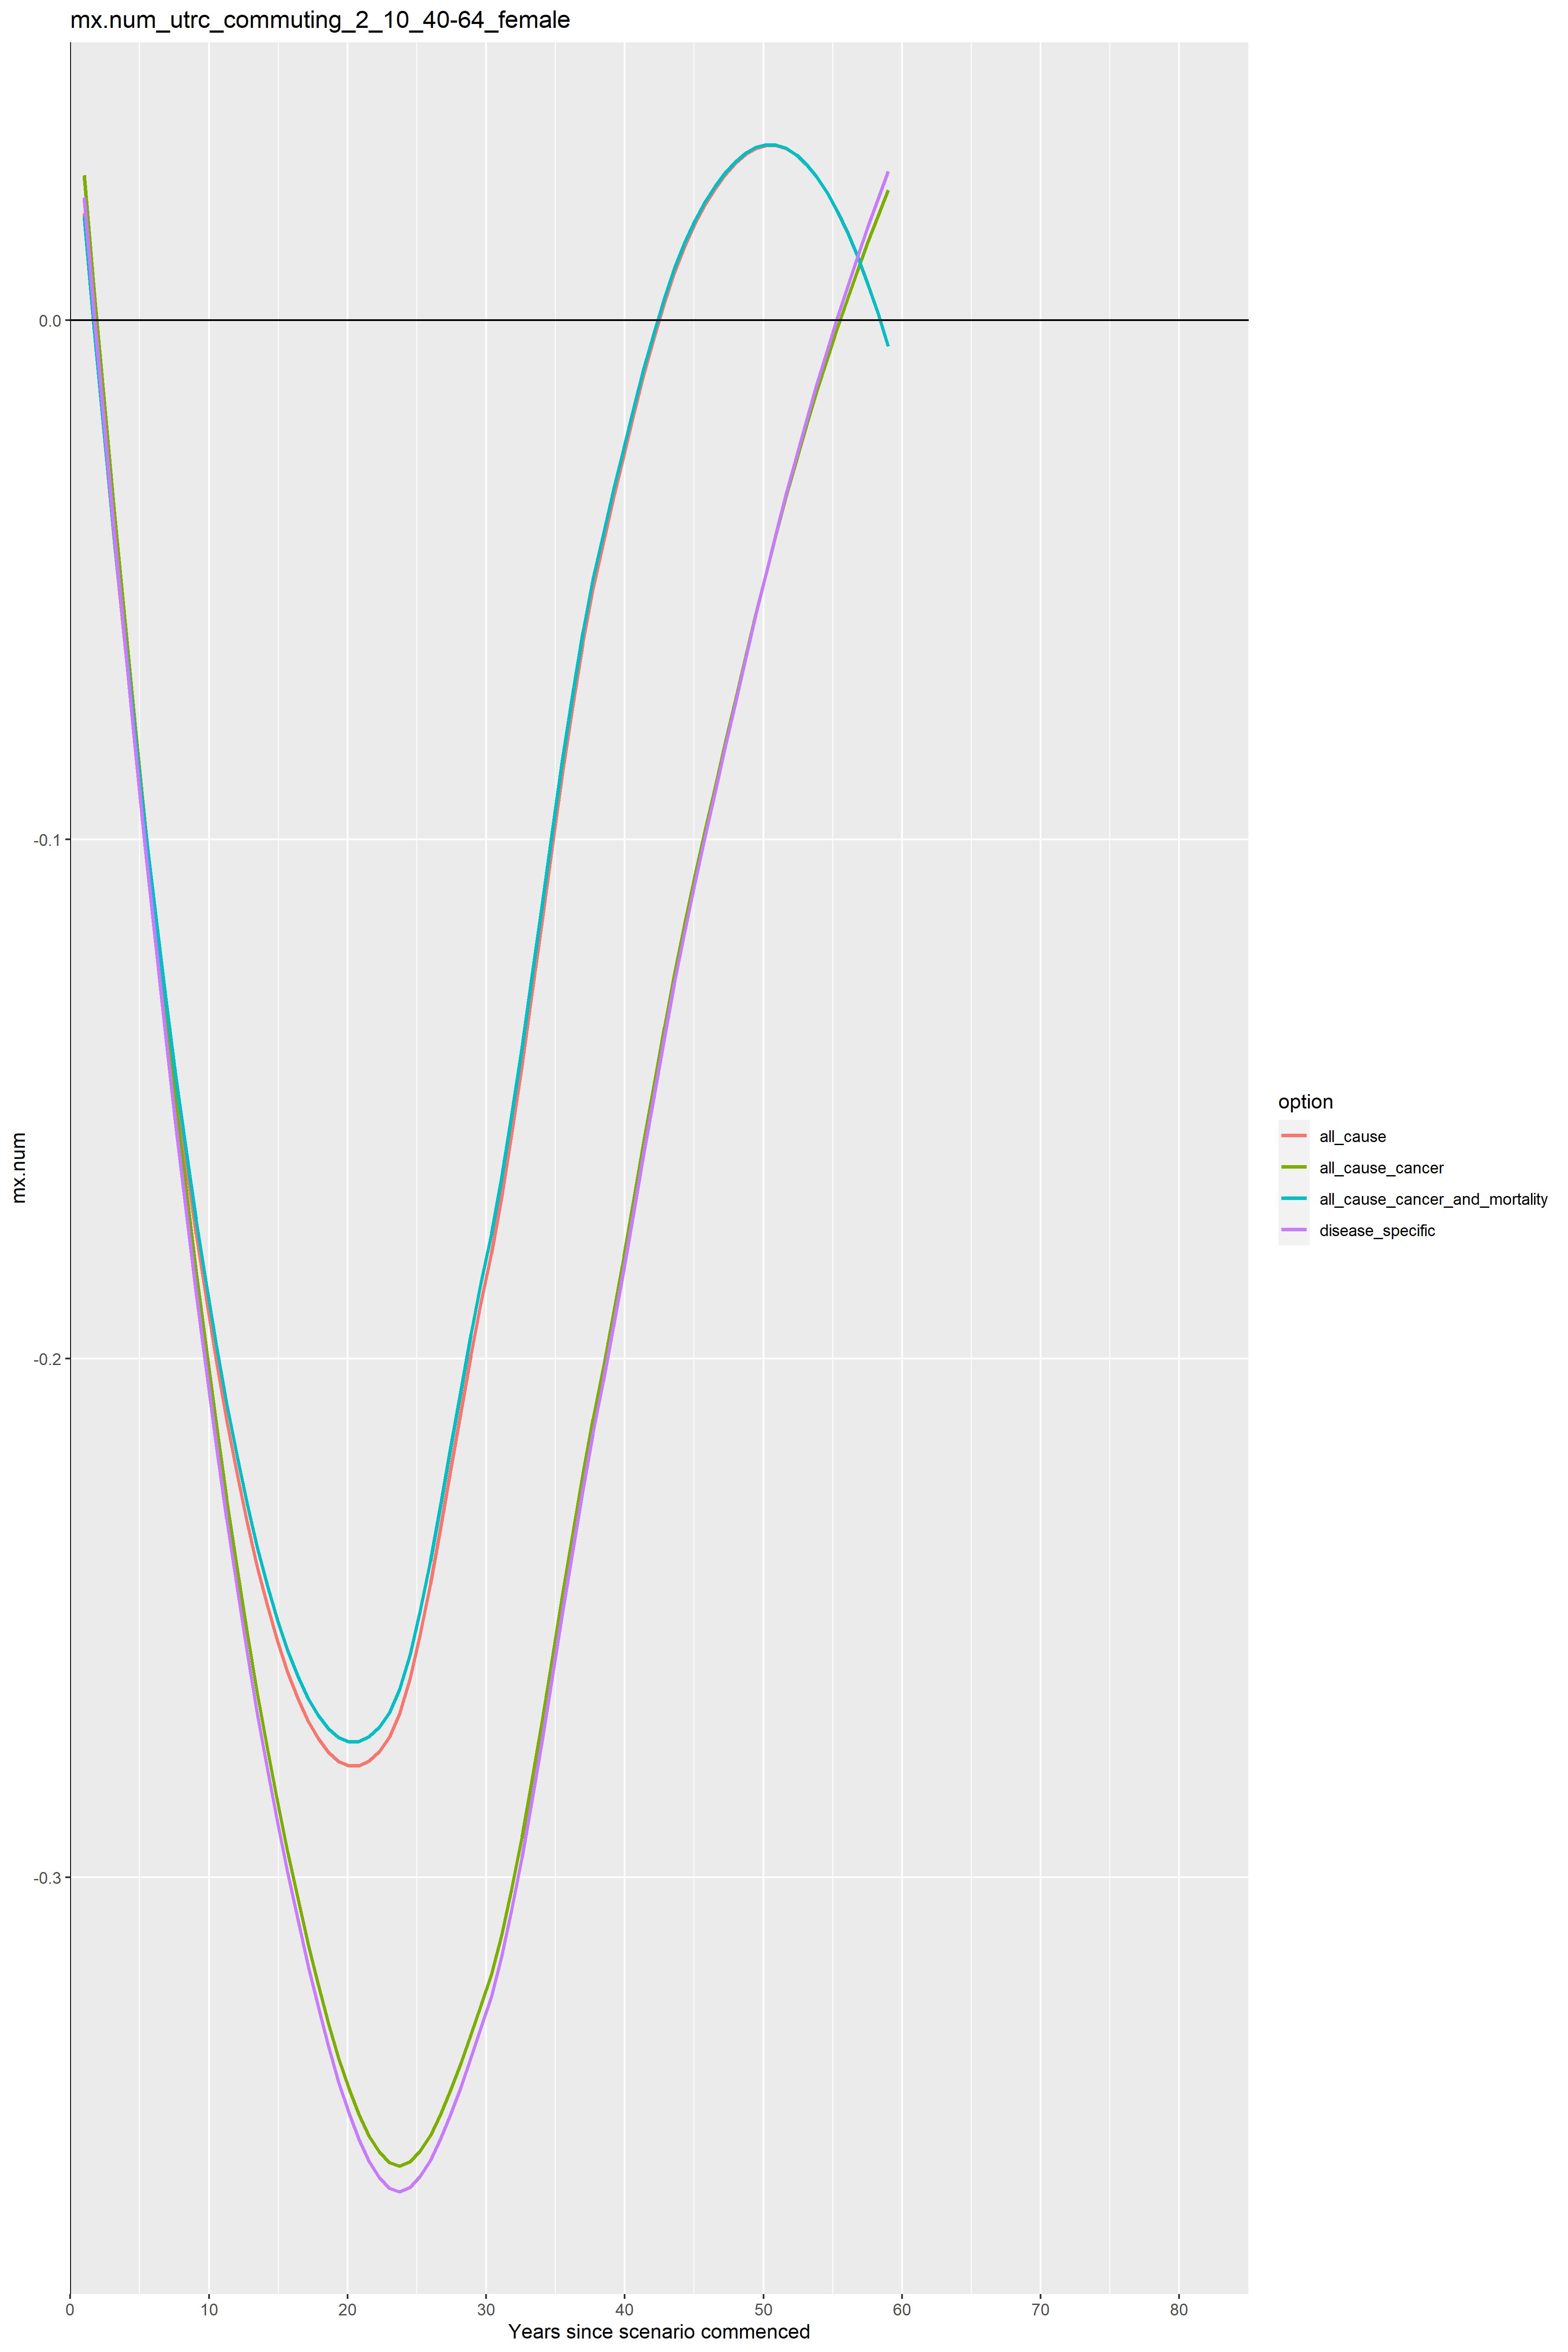 mx.num_utrc_commuting_2_10_40-64_female
0.0
-0.1
-0.2
-0.3
mx.num
0 10 20 30 40 50 60 70 80
Years since scenario commenced
option
all_cause
all_cause_cancer
all_cause_cancer_and_mortality
disease_specific